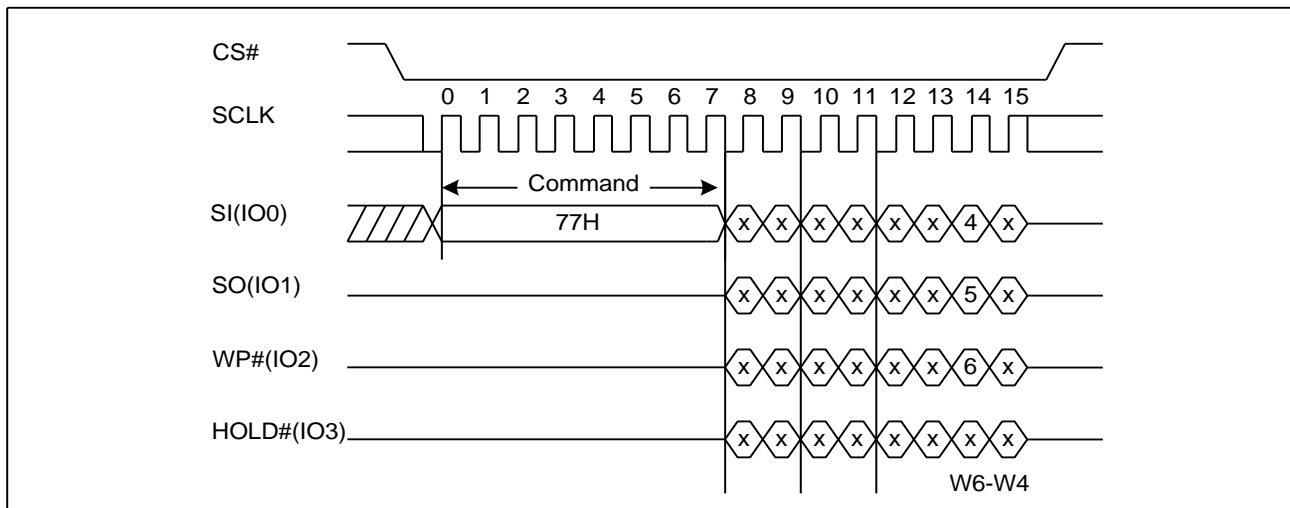 CS#
0 1 2 3 4 5 6 7 8 9 10 11 12 13 14 15
SCLK
Command
SI(IO0) 77H x x x x x x 4 x
SO(IO1) x x x x x x 5 x
WP#(IO2) x x x x x x 6 x
HOLD#(IO3) x x x x x x x x
W6-W4